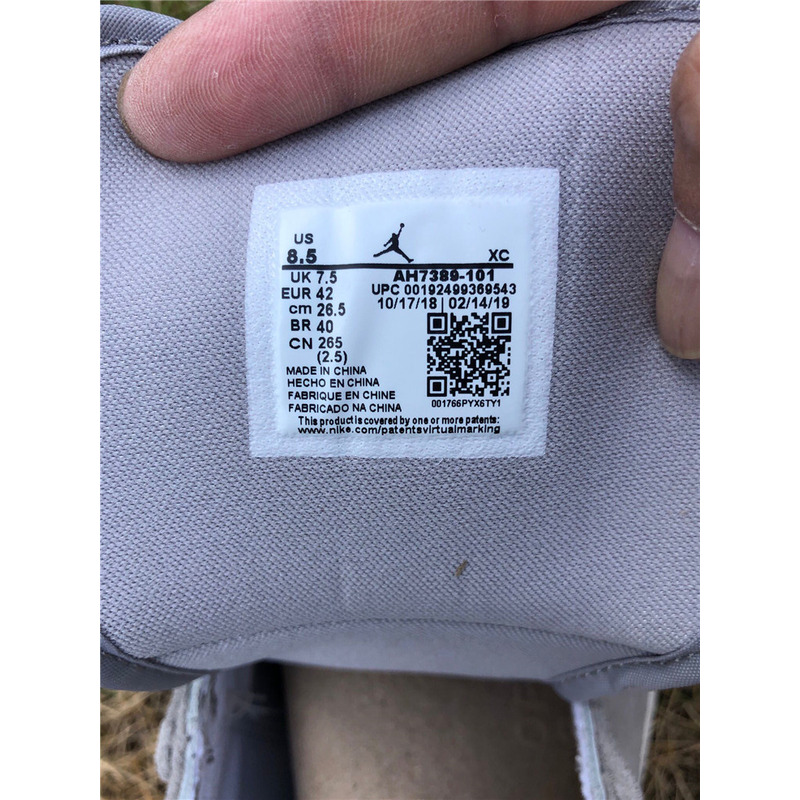 US
8.5 XC
UK 7.5 AH7389-101
EUR 42 UPC 00192499369543
cm 26.5 10/17/18 | 02/14/19
BR 40
CN 265
(2.5)
MADE IN CHINA
HECHO EN CHINA
FABRIQUE EN CHINE
FABRICADO NA CHINA
001766PYX6TY1
This product is covered by one or more patents:
www.nike.com/patentsvirtualmarking